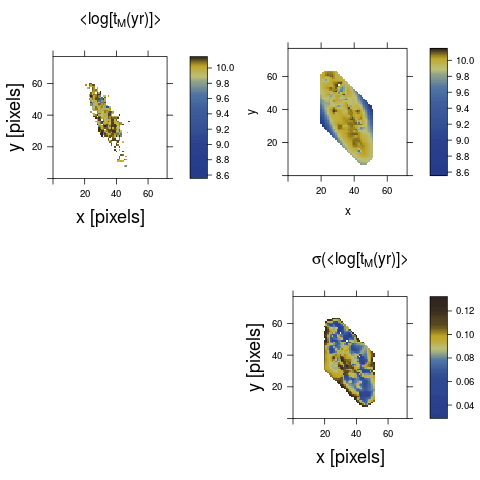 <log[t_M(yr)]>
60
40
20
20 40 60
x [pixels]
y [pixels]
10.0
9.8
9.6
9.4
9.2
9.0
8.8
8.6
60
40
20
20 40 60
x
y
10.0
9.8
9.6
9.4
9.2
9.0
8.8
8.6
σ(<log[t_M(yr)]>
60
40
20
20 40 60
x [pixels]
y [pixels]
0.12
0.10
0.08
0.06
0.04